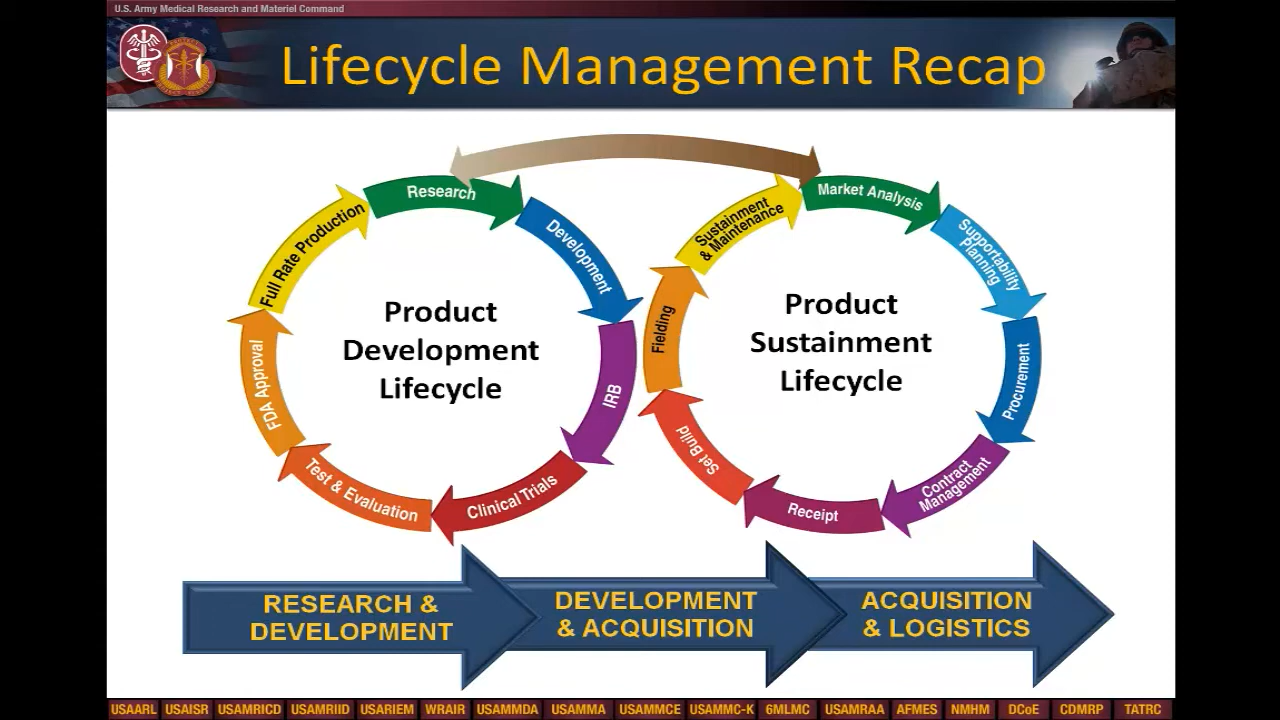 U.S. Army Medical Research and Materiel Command
Lifecycle Management Recap
Research
Development
IRB
Clinical Trials
Test & Evaluation
FDA Approval
Full Rate Production
Product
Development
Lifecycle
Market Analysis
Supportability
Planning
Procurement
Contract
Management
Receipt
Set Build
Fielding
Sustainment
& Maintenance
Product
Sustainment
Lifecycle
RESEARCH &
DEVELOPMENT
DEVELOPMENT
& ACQUISITION
ACQUISITION
& LOGISTICS
USAARL USAISR USAMRICD USAMRIID USARIEM WRAIR USAMMDA USAMMA USAMMCE USAMMC-K 6MLMC USAMRAA AFMES NMHM DCoE CDMRP TATRC